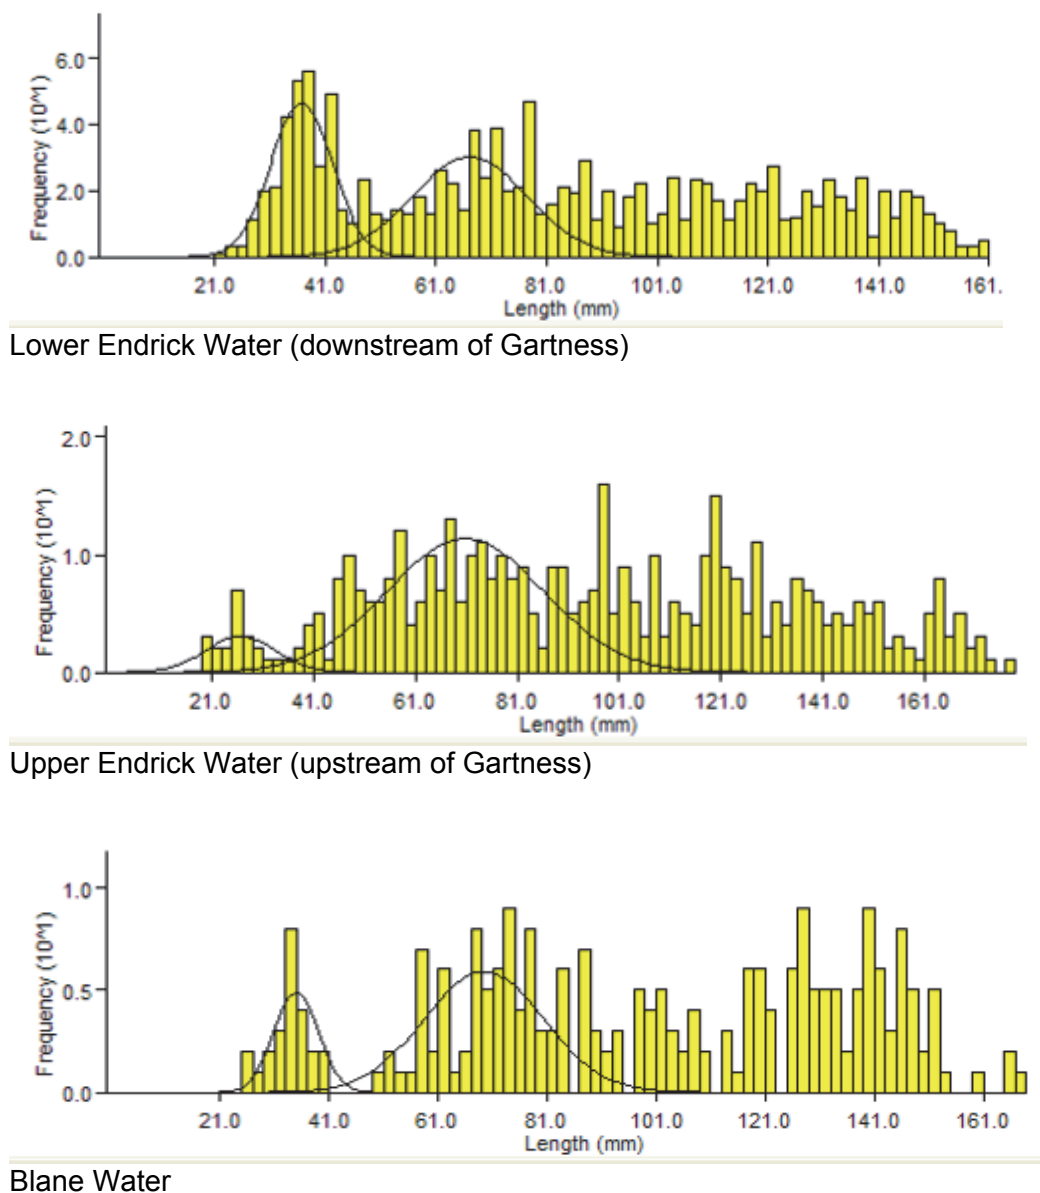 6.0
4.0
2.0
0.0
Frequency (10^1)
21.0 41.0 61.0 81.0 101.0 121.0 141.0 161.
Length (mm)
Lower Endrick Water (downstream of Gartness)
2.0
1.0
0.0
Frequency (10^1)
21.0 41.0 61.0 81.0 101.0 121.0 141.0 161.0
Length (mm)
Upper Endrick Water (upstream of Gartness)
1.0
0.5
0.0
Frequency (10^1)
21.0 41.0 61.0 81.0 101.0 121.0 141.0 161.0
Length (mm)
Blane Water